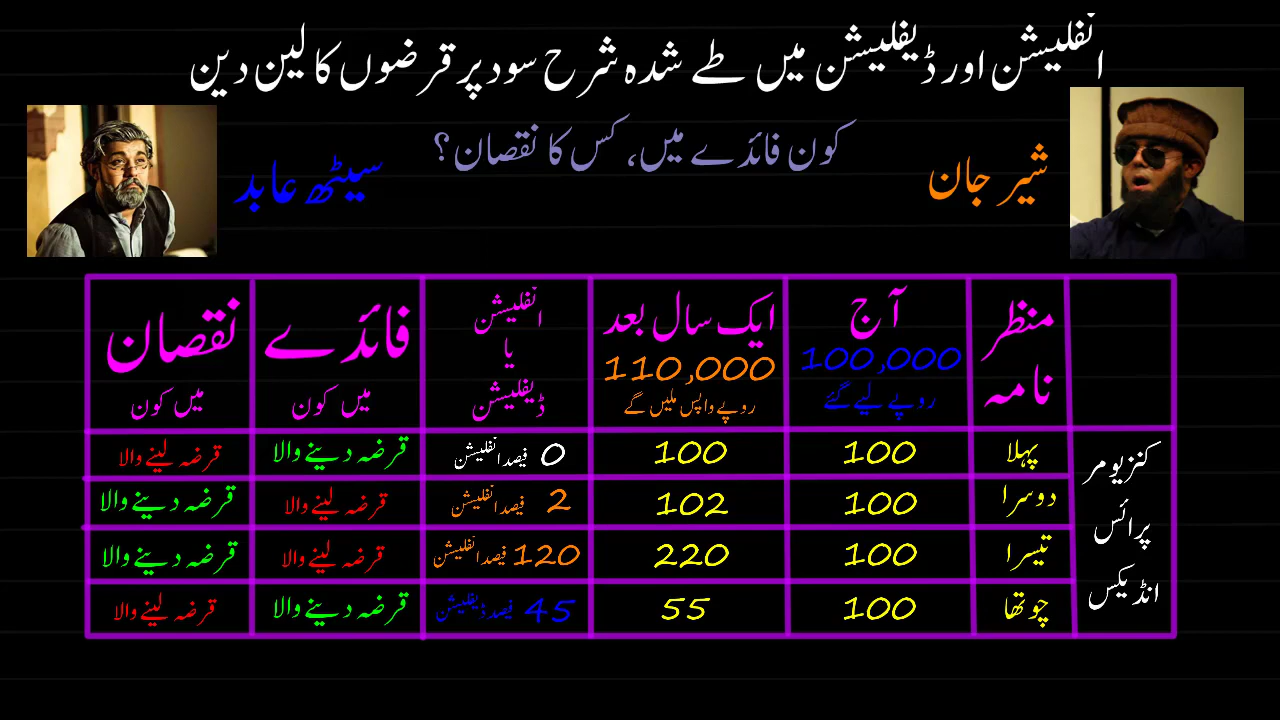 انفلیشن اور ڈیفلیشن میں طے شدہ شرح سود پر قرضوں کا لین دین
کون فائدے میں، کس کا نقصان؟
شیر جان
سیٹھ عابد
منظر نامہ
آج
100,000
روپے لیے گئے
ایک سال بعد
110,000
روپے واپس ملیں گے
انفلیشن
یا
ڈیفلیشن
فائدے
میں کون
نقصان
میں کون
کنزیومر
پرائس
انڈیکس
پہلا 100 100 0 فیصد انفلیشن قرضہ دینے والا قرضہ لینے والا
دوسرا 100 102 2 فیصد انفلیشن قرضہ لینے والا قرضہ دینے والا
تیسرا 100 220 120 فیصد انفلیشن قرضہ لینے والا قرضہ دینے والا
چوتھا 100 55 45 فیصد ڈیفلیشن قرضہ دینے والا قرضہ لینے والا